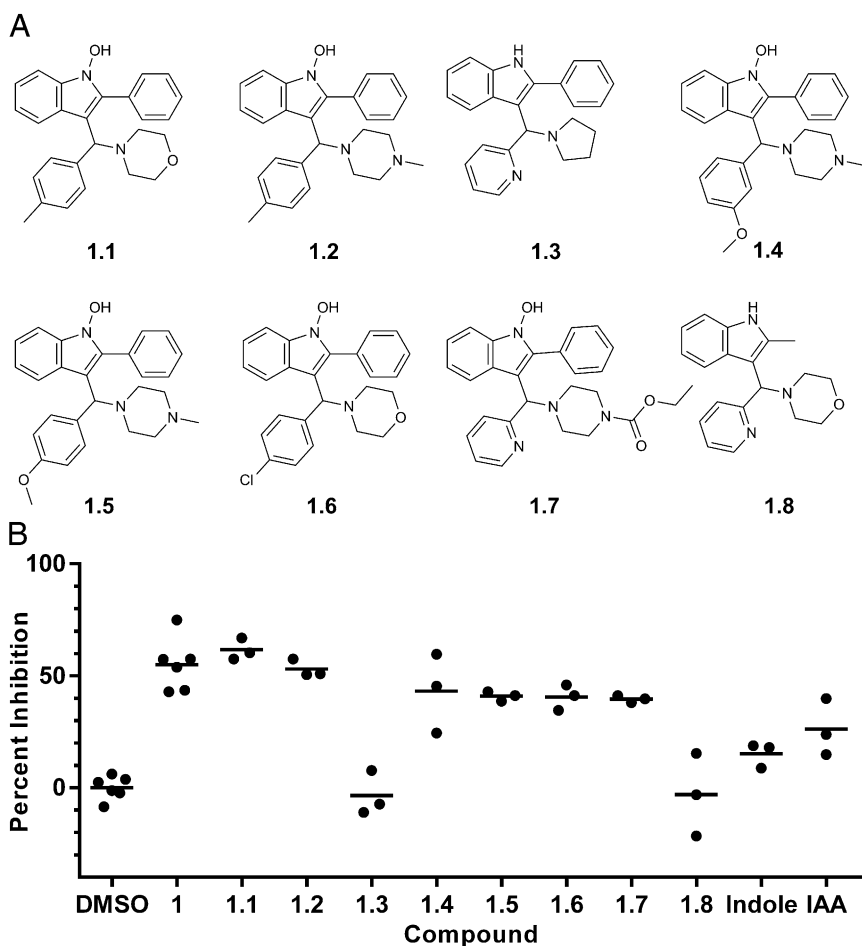 A
OH
N
N
O
1.1
OH
N
N
N
1.2
H
N
N
N
1.3
OH
N
N
N
O
1.4
OH
N
N
N
O
1.5
OH
N
N
O
Cl
1.6
OH
N
N
N
N
O
O
1.7
H
N
N
N
O
1.8
B
Percent Inhibition
100
50
0
DMSO 1 1.1 1.2 1.3 1.4 1.5 1.6 1.7 1.8 Indole IAA
Compound